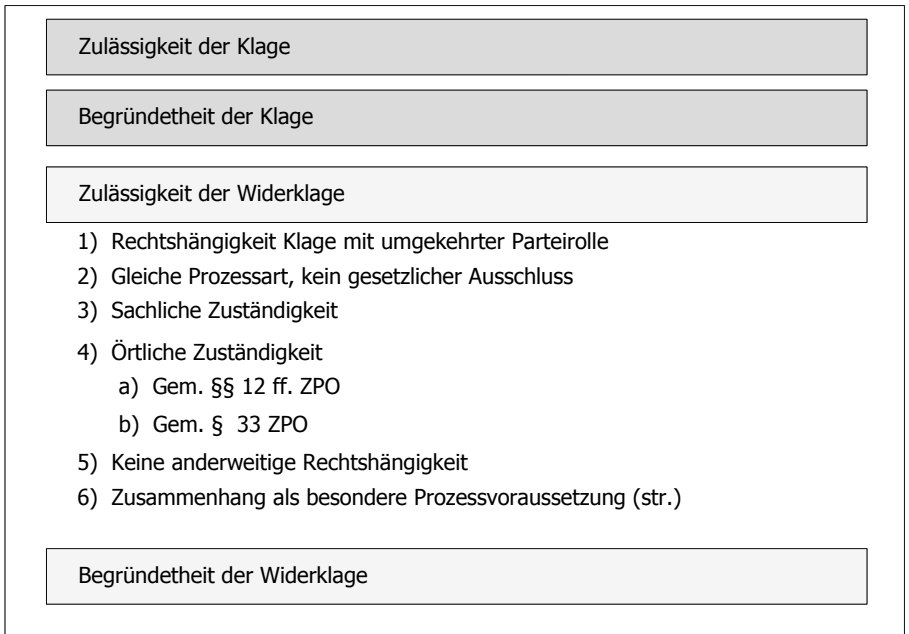 Zulässigkeit der Klage
Begründetheit der Klage
Zulässigkeit der Widerklage
1) Rechtshängigkeit Klage mit umgekehrter Parteirolle
2) Gleiche Prozessart, kein gesetzlicher Ausschluss
3) Sachliche Zuständigkeit
4) Örtliche Zuständigkeit
a) Gem. §§ 12 ff. ZPO
b) Gem. § 33 ZPO
5) Keine anderweitige Rechtshängigkeit
6) Zusammenhang als besondere Prozessvoraussetzung (str.)
Begründetheit der Widerklage